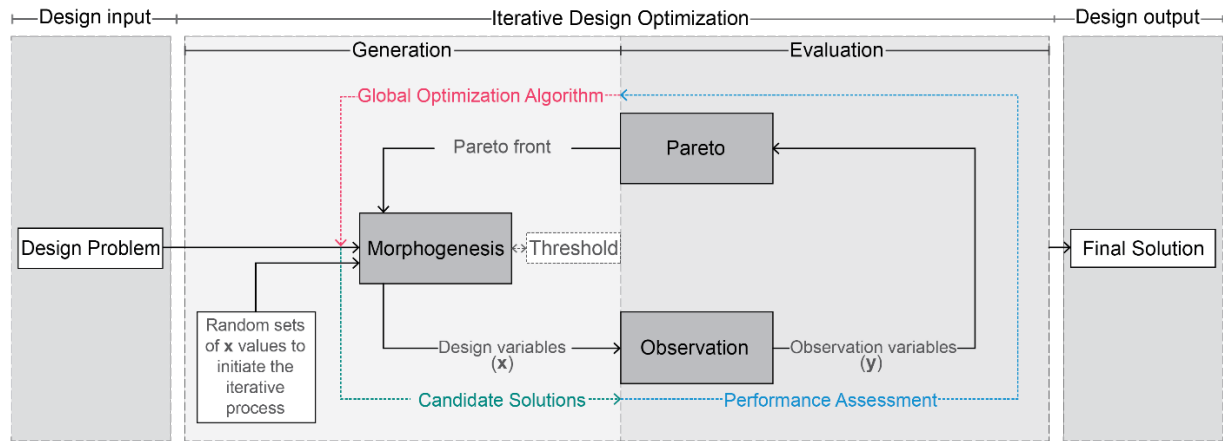 Design input
Iterative Design Optimization
Design output
Generation
Evaluation
Global Optimization Algorithm
Pareto front
Pareto
Design Problem
Morphogenesis
Threshold
Final Solution
Random sets
of x values to
initiate the
iterative
process
Design variables
(x)
Observation
Observation variables
(y)
Candidate Solutions
Performance Assessment